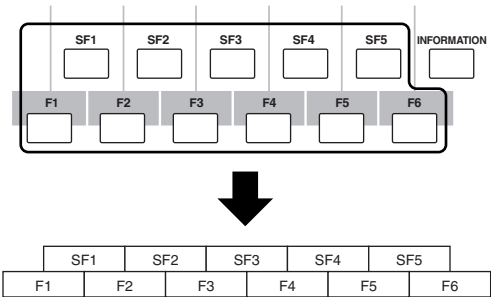 SF1 SF2 SF3 SF4 SF5 INFORMATION
F1 F2 F3 F4 F5 F6
SF1 SF2 SF3 SF4 SF5
F1 F2 F3 F4 F5 F6